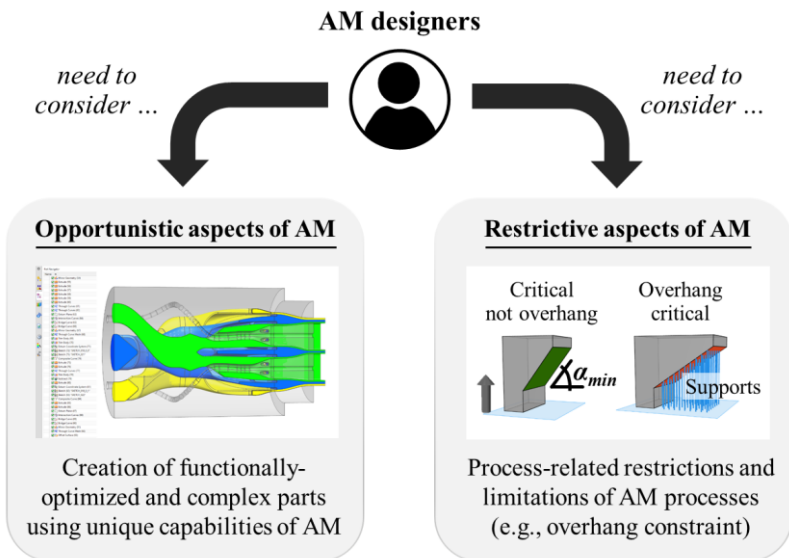 AM designers
need to
consider ...
need to
consider ...
Opportunistic aspects of AM
Creation of functionally-
optimized and complex parts
using unique capabilities of AM
Restrictive aspects of AM
Critical
not overhang
Overhang
critical
α min
Supports
Process-related restrictions and
limitations of AM processes
(e.g., overhang constraint)